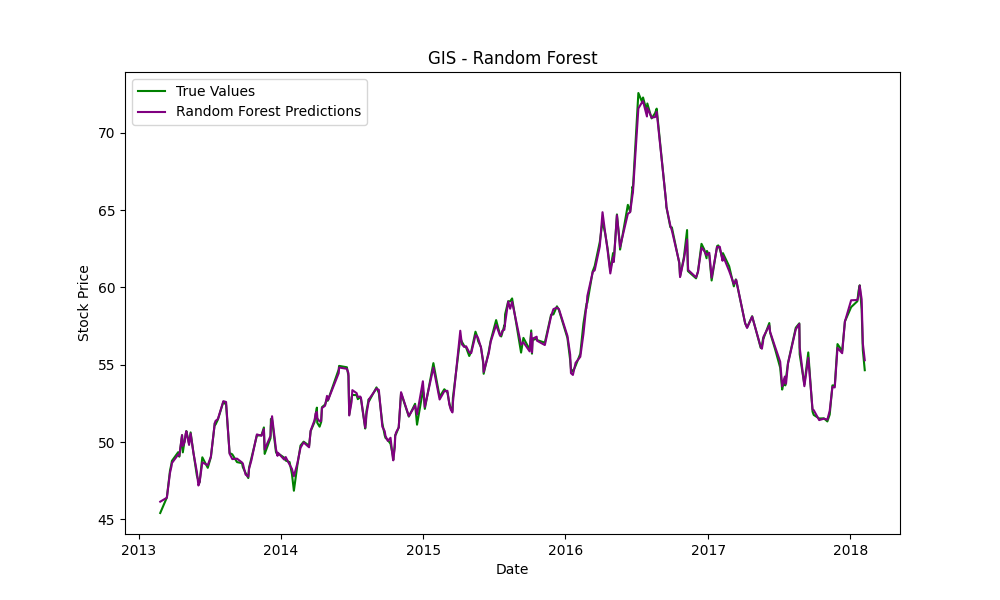 GIS - Random Forest
True Values
Random Forest Predictions
Stock Price
70
65
60
55
50
45
2013
2014
2015
2016
2017
2018
Date